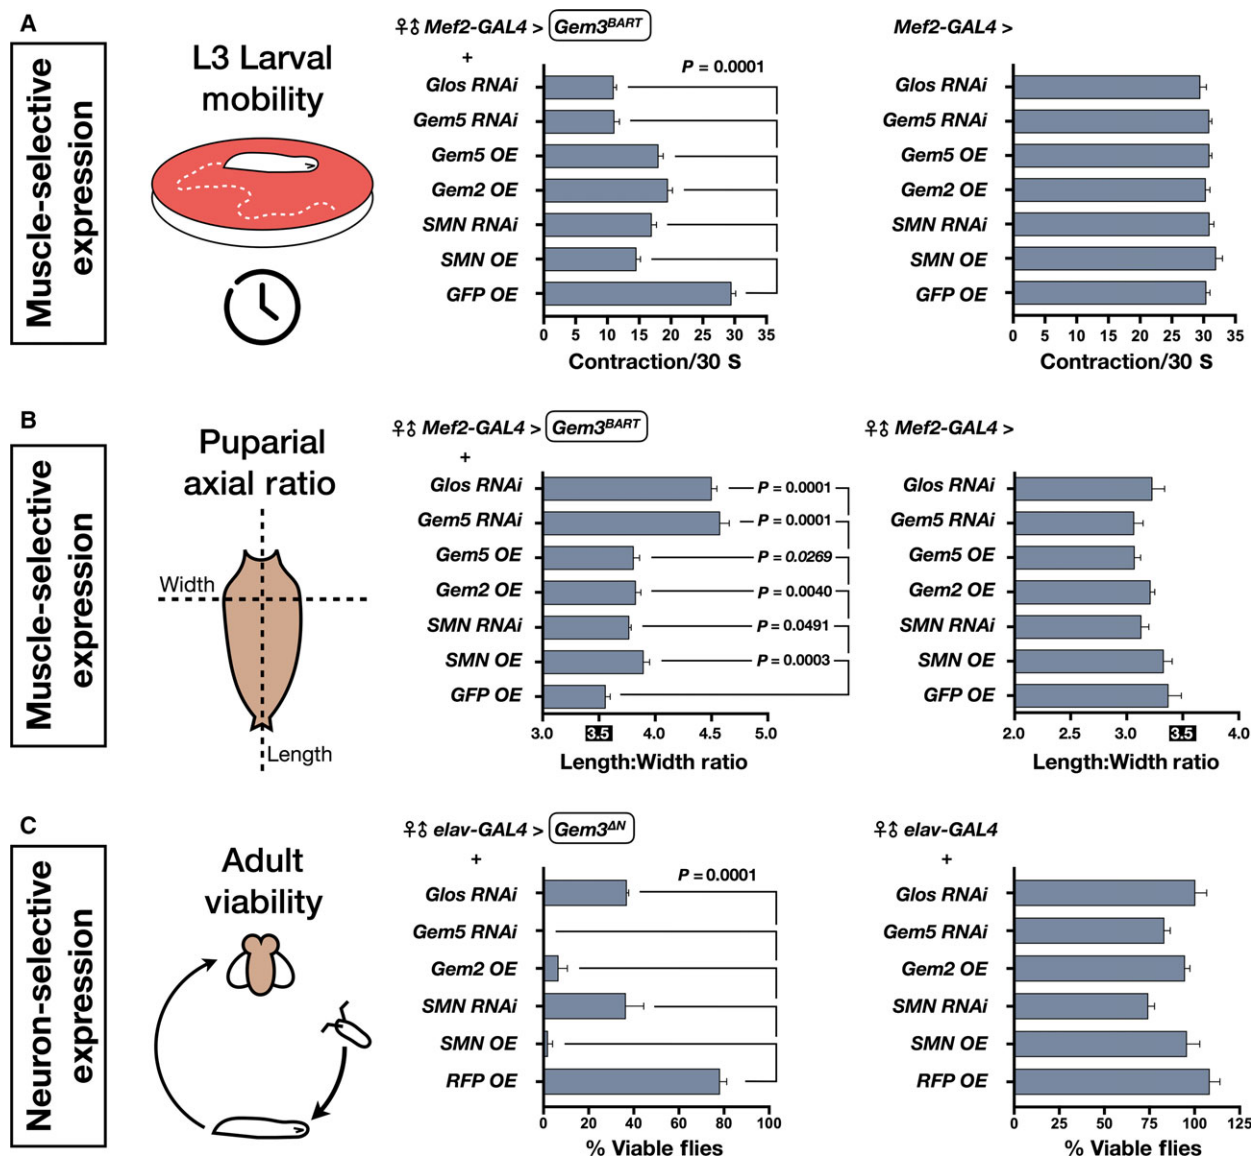 A
Muscle-selective
expression
L3 Larval
mobility
♀♂ Mef2-GAL4 > Gem3^BART
+
P = 0.0001
Glos RNAi
Gem5 RNAi
Gem5 OE
Gem2 OE
SMN RNAi
SMN OE
GFP OE
0 5 10 15 20 25 30 35
Contraction/30 S
Mef2-GAL4 >
Glos RNAi
Gem5 RNAi
Gem5 OE
Gem2 OE
SMN RNAi
SMN OE
GFP OE
0 5 10 15 20 25 30 35
Contraction/30 S
B
Muscle-selective
expression
Puparial
axial ratio
Width
Length
♀♂ Mef2-GAL4 > Gem3^BART
+
Glos RNAi P = 0.0001
Gem5 RNAi P = 0.0001
Gem5 OE P = 0.0269
Gem2 OE P = 0.0040
SMN RNAi P = 0.0491
SMN OE P = 0.0003
GFP OE
3.0 3.5 4.0 4.5 5.0
Length:Width ratio
♀♂ Mef2-GAL4 >
Glos RNAi
Gem5 RNAi
Gem5 OE
Gem2 OE
SMN RNAi
SMN OE
GFP OE
2.0 2.5 3.0 3.5 4.0
Length:Width ratio
C
Neuron-selective
expression
Adult
viability
♀♂ elav-GAL4 > Gem3^ΔN
+
P = 0.0001
Glos RNAi
Gem5 RNAi
Gem2 OE
SMN RNAi
SMN OE
RFP OE
0 20 40 60 80 100
% Viable flies
♀♂ elav-GAL4
+
Glos RNAi
Gem5 RNAi
Gem2 OE
SMN RNAi
SMN OE
RFP OE
0 25 50 75 100 125
% Viable flies